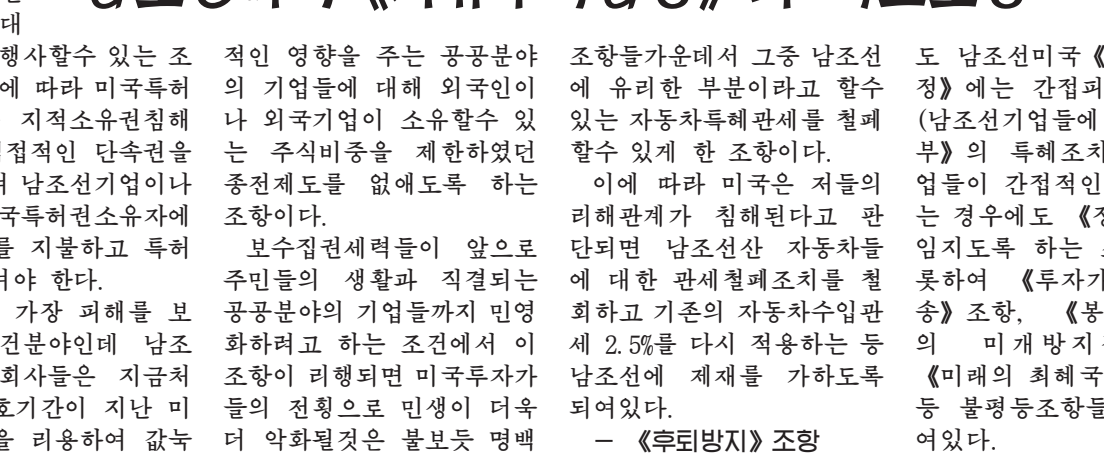 대
행사할수 있는 조
에 따라 미국특허
지적소유권침해
접적인 단속권을
남조선기업이나
국특허권소유자에
를 지불하고 특허
야 한다.
가장 피해를 보
건분야인데 남조
회사들은 지금처
호기간이 지난 미
을 리용하여 값눅
적인 영향을 주는 공공분야
의 기업들에 대해 외국인이
나 외국기업이 소유할수 있
는 주식비중을 제한하였던
종전제도를 없애도록 하는
조항이다.
보수집권세력들이 앞으로
주민들의 생활과 직결되는
공공분야의 기업들까지 민영
화하려고 하는 조건에서 이
조항이 리행되면 미국투자가
들의 전횡으로 민생이 더욱
더 악화될것은 불보듯 명백
조항들가운데서 그중 남조선
에 유리한 부분이라고 할수
있는 자동차특혜관세를 철폐
할수 있게 한 조항이다.
이에 따라 미국은 저들의
리해관계가 침해된다고 판
단되면 남조선산 자동차들
에 대한 관세철폐조치를 철
회하고 기존의 자동차수입관
세 2.5%를 다시 적용하는 등
남조선에 제재를 가하도록
되여있다.
- 《후퇴방지》 조항
도 남조선미국 《
정》에는 간접피
(남조선기업들에
부》의 특혜조치
업들이 간접적인
는 경우에도 《정
임지도록 하는
롯하여 《투자가
송》 조항, 《봉
의 미개방지
《미래의 최혜국
등 불평등조항들
여있다.